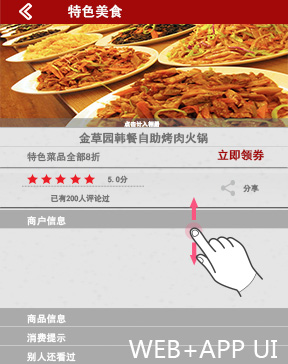 特色美食
点击计入相册
金草园韩餐自助烤肉火锅
特色菜品全部8折 立即领券
5.0分
分享
已有200人评论过
商户信息
商品信息
消费提示
别人还看过
WEB+APP UI